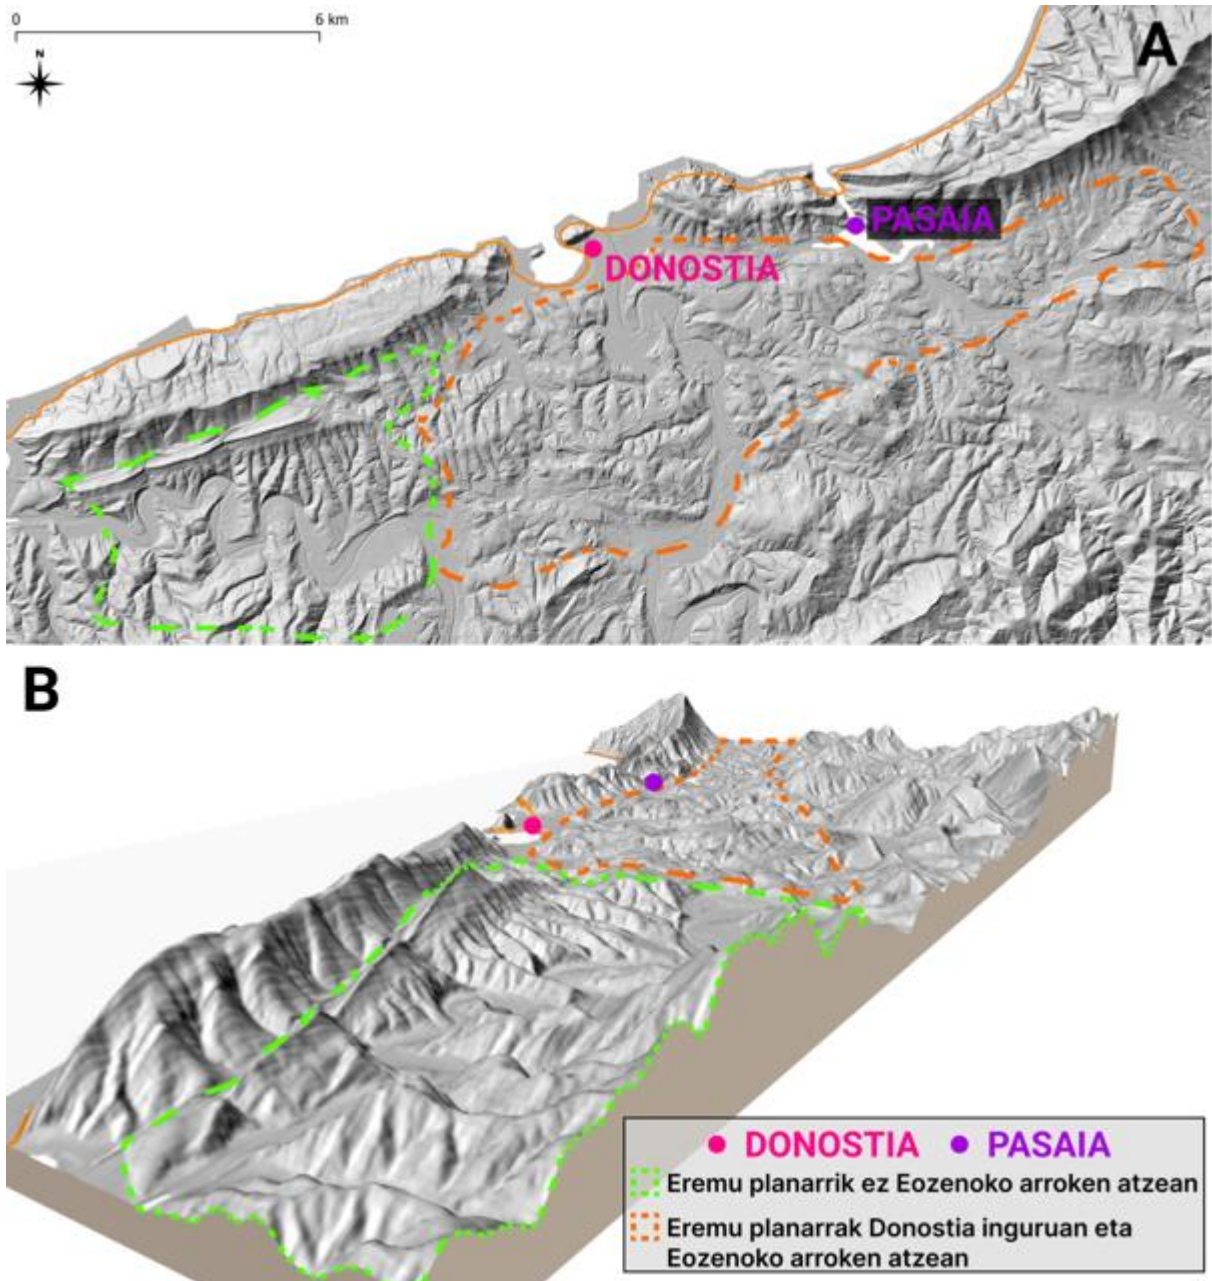 0 6 km
N
A
PASAIA
DONOSTIA
B
DONOSTIA PASAIA
Eremu planarrik ez Eozenoko arroken atzean
Eremu planarrak Donostia inguruan eta
Eozenoko arroken atzean